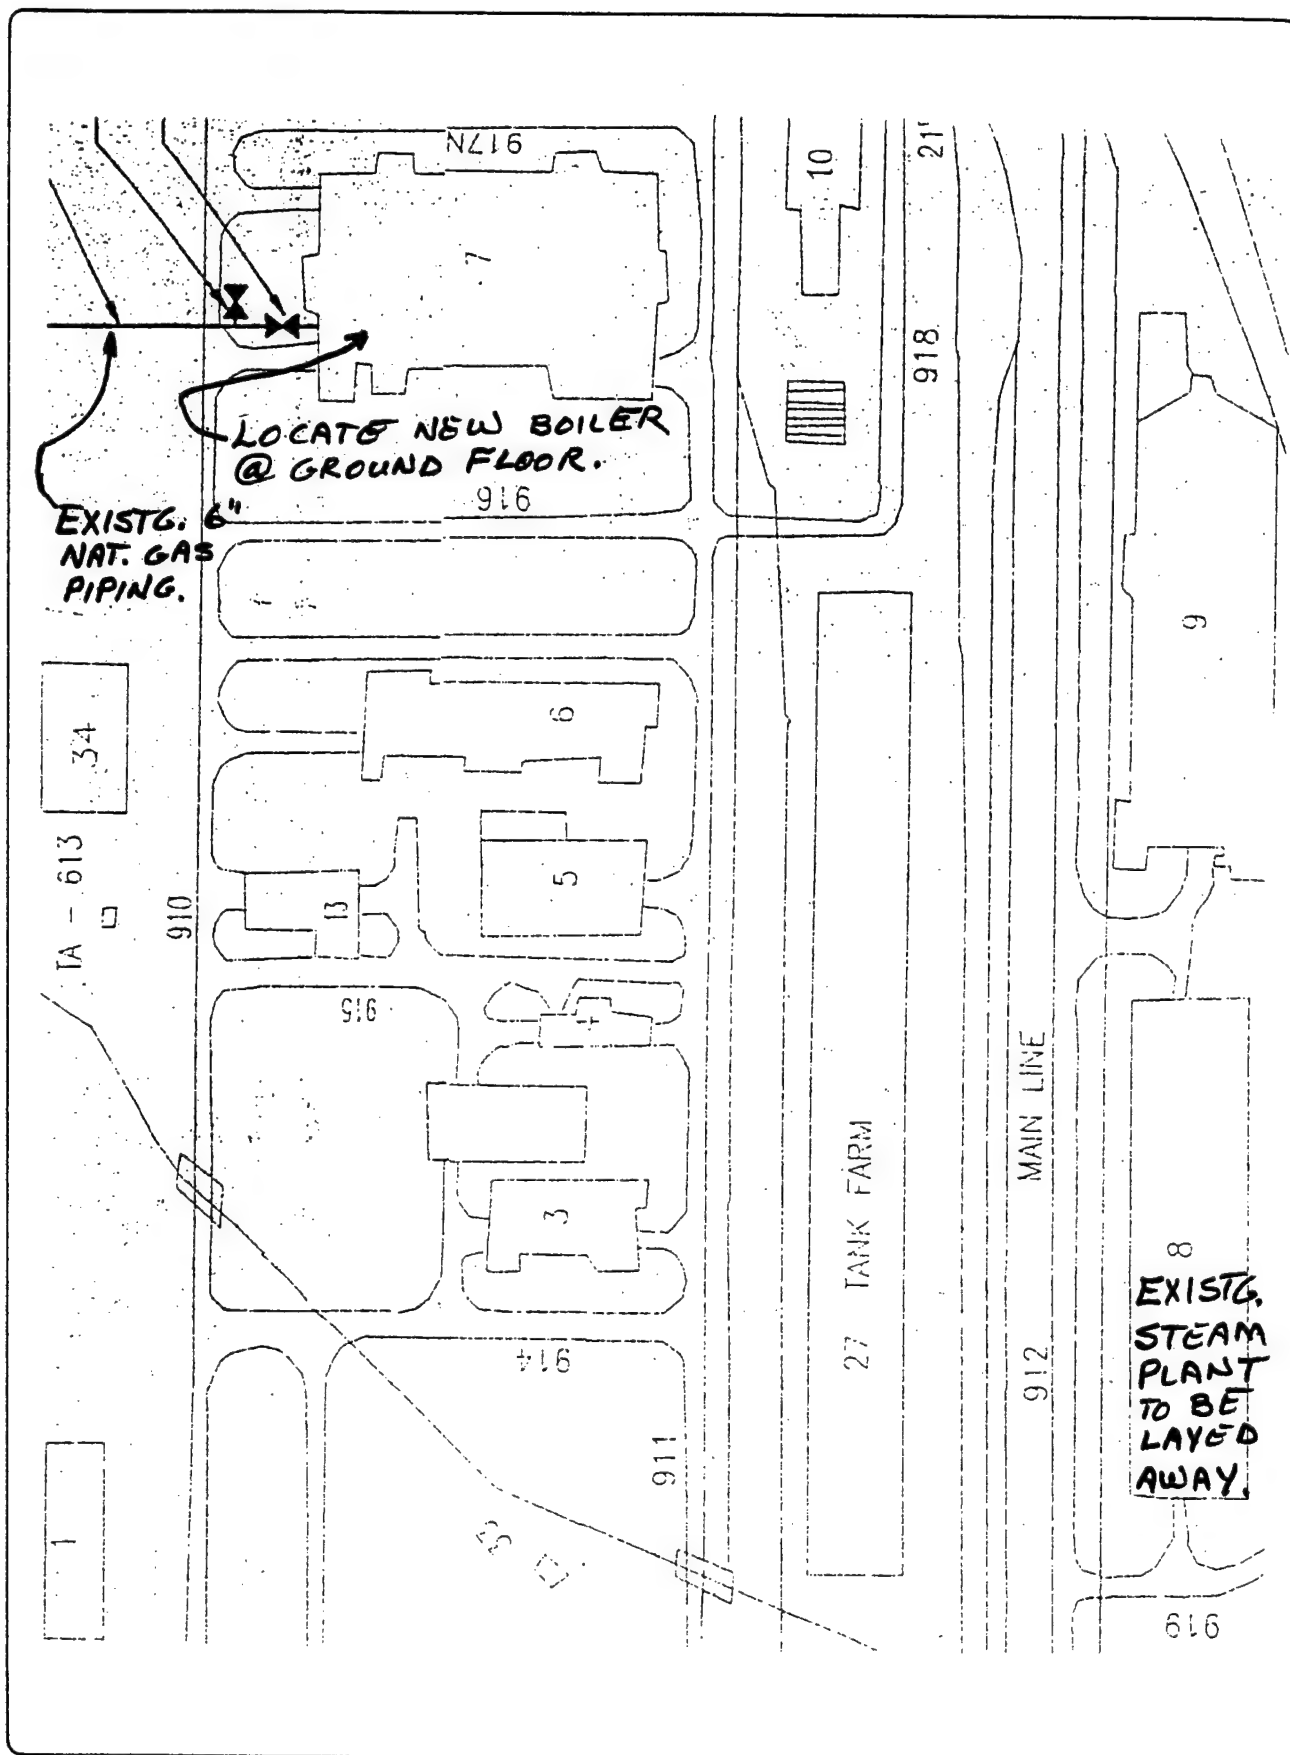 917N
10
21
7
918
LOCATE NEW BOILER
@ GROUND FLOOR.
916
EXISTG. 6"
NAT. GAS
PIPING.
9
34
6
TA - 613
5
13
910
915
4
MAIN LINE
27 TANK FARM
3
8
EXISTG.
STEAM
PLANT
TO BE
LAYED
AWAY.
914
912
911
1
919